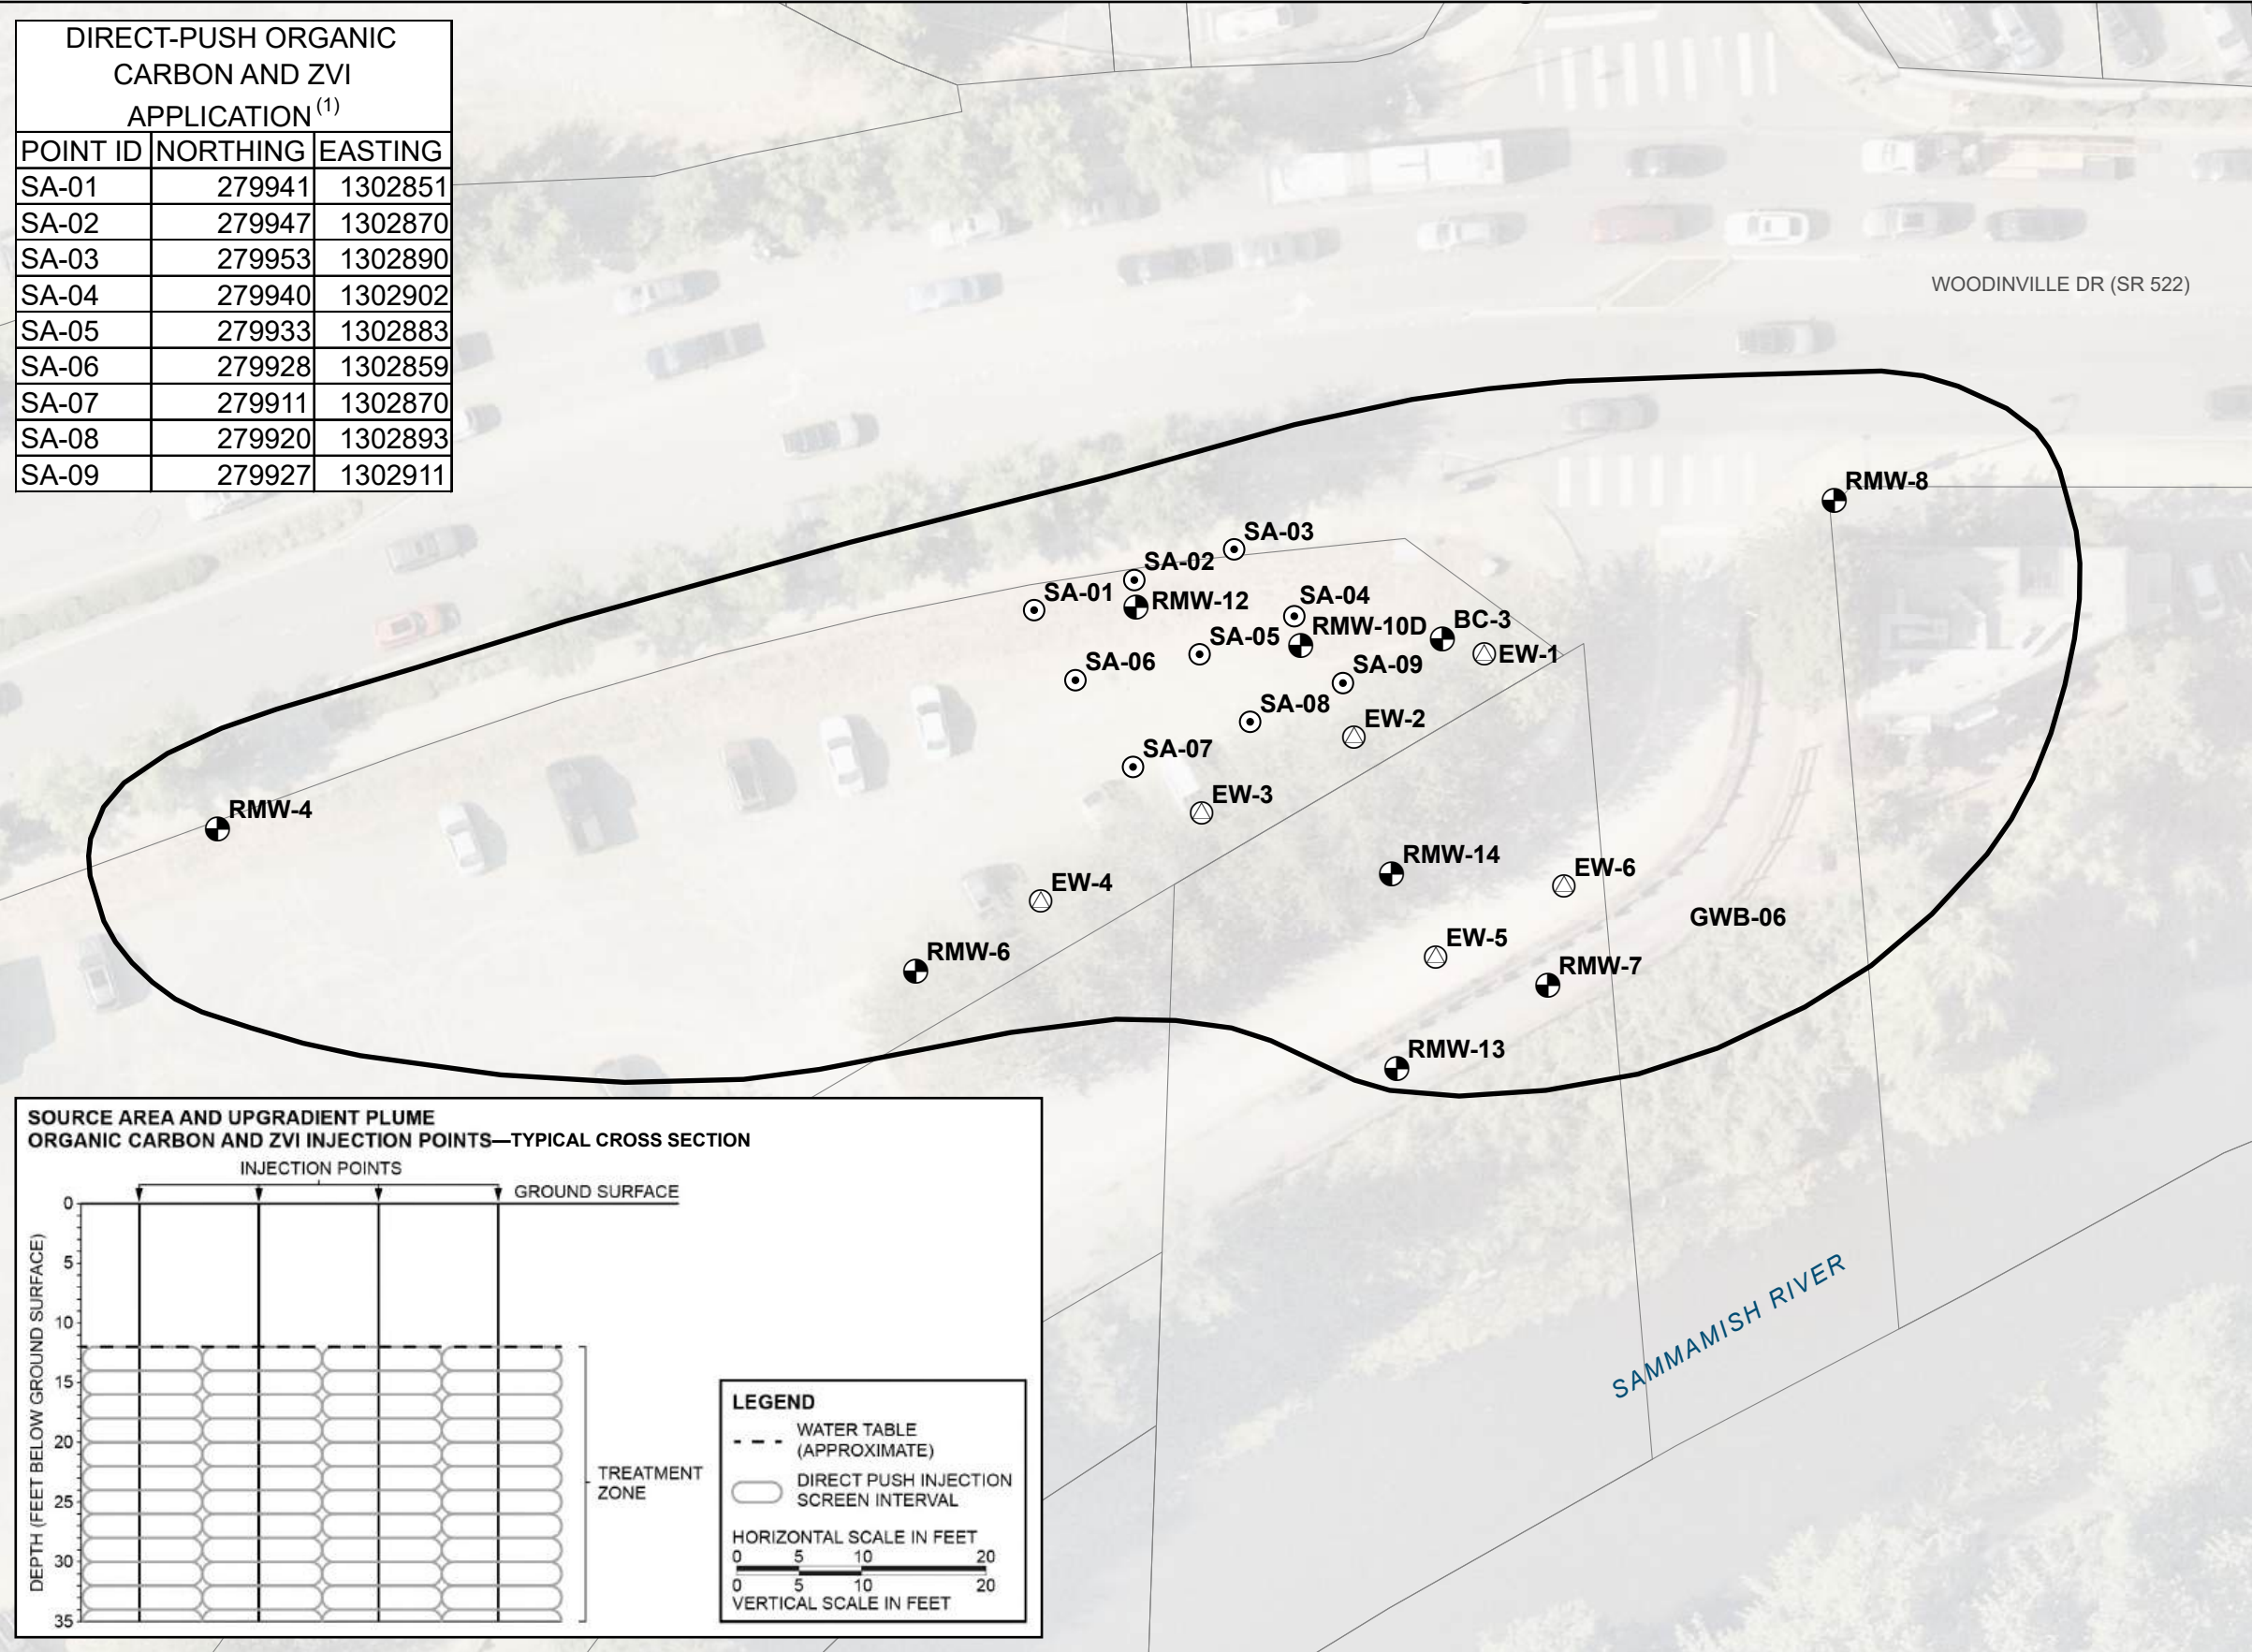 DIRECT-PUSH ORGANIC
CARBON AND ZVI
APPLICATION (1)
POINT ID NORTHING EASTING
SA-01 279941 1302851
SA-02 279947 1302870
SA-03 279953 1302890
SA-04 279940 1302902
SA-05 279933 1302883
SA-06 279928 1302859
SA-07 279911 1302870
SA-08 279920 1302893
SA-09 279927 1302911
WOODINVILLE DR (SR 522)
RMW-8
SA-03
SA-02
SA-01
RMW-12
SA-04
RMW-10D
BC-3
SA-05
EW-1
SA-06
SA-09
SA-08
EW-2
SA-07
EW-3
RMW-4
RMW-14
EW-6
EW-4
GWB-06
EW-5
RMW-6
RMW-7
RMW-13
SAMMAMISH RIVER
SOURCE AREA AND UPGRADIENT PLUME
ORGANIC CARBON AND ZVI INJECTION POINTS—TYPICAL CROSS SECTION
INJECTION POINTS
GROUND SURFACE
DEPTH (FEET BELOW GROUND SURFACE)
0
5
10
15
20
25
30
35
TREATMENT
ZONE
LEGEND
WATER TABLE
(APPROXIMATE)
DIRECT PUSH INJECTION
SCREEN INTERVAL
HORIZONTAL SCALE IN FEET
0 5 10 20
0 5 10 20
VERTICAL SCALE IN FEET